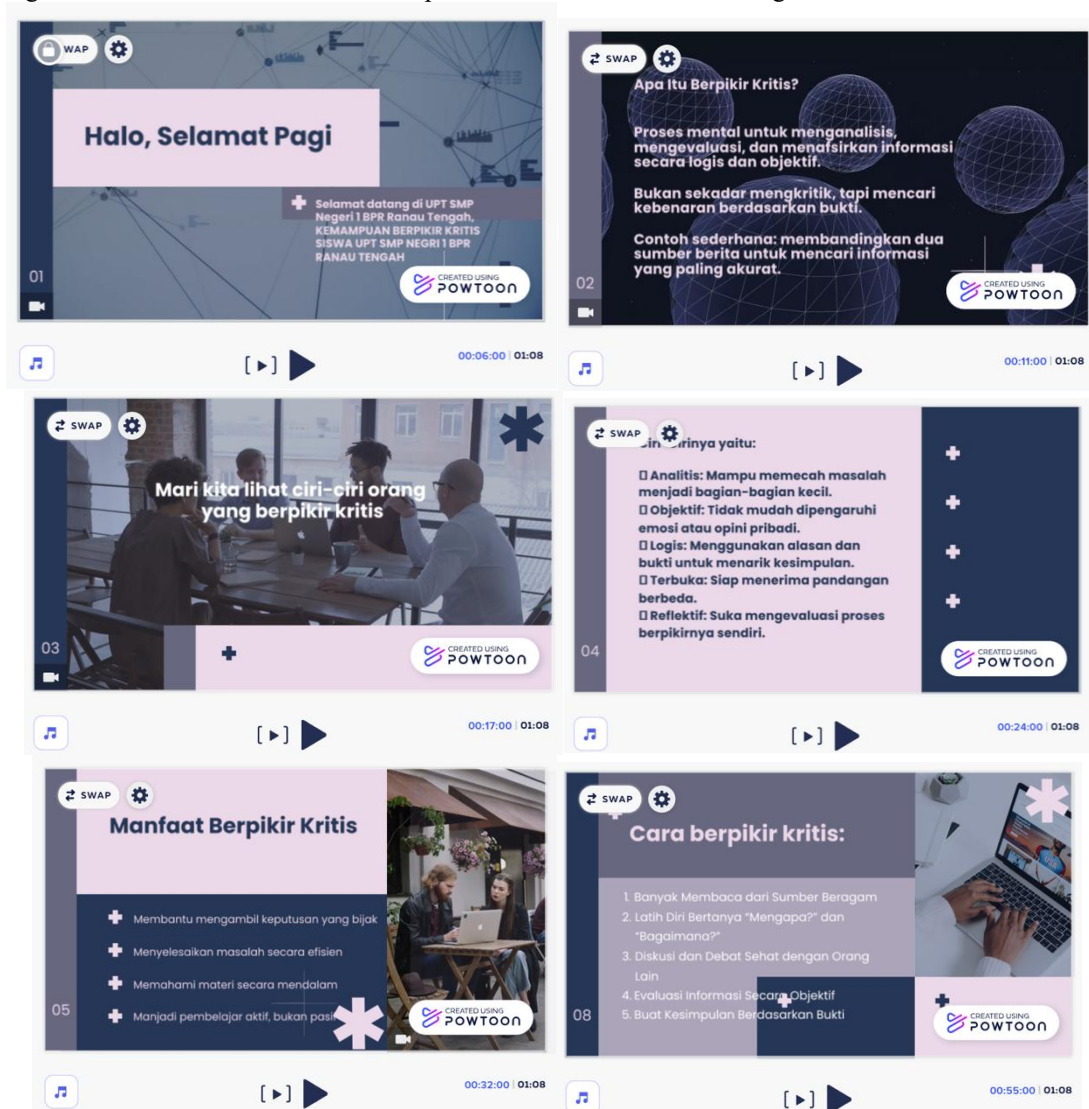 WAP
Halo, Selamat Pagi
Selamat datang di UPT SMP
Negeri 1 BPR Ranau Tengah,
KEMAMPUAN BERPIKIR KRITIS
SISWA UPT SMP NEGRI 1 BPR
RANAU TENGAH
01
CREATED USING
POWTOON
00:06:00 | 01:08
SWAP
Apa Itu Berpikir Kritis?
Proses mental untuk menganalisis,
mengevaluasi, dan menafsirkan informasi
secara logis dan objektif.
Bukan sekadar mengkritik, tapi mencari
kebenaran berdasarkan bukti.
Contoh sederhana: membandingkan dua
sumber berita untuk mencari informasi
yang paling akurat.
02
CREATED USING
POWTOON
00:11:00 | 01:08
SWAP
Mari kita lihat ciri-ciri orang
yang berpikir kritis
03
CREATED USING
POWTOON
00:17:00 | 01:08
SWAP
yaitu:
Analitis: Mampu memecah masalah
menjadi bagian-bagian kecil.
Objektif: Tidak mudah dipengaruhi
emosi atau opini pribadi.
Logis: Menggunakan alasan dan
bukti untuk menarik kesimpulan.
Terbuka: Siap menerima pandangan
berbeda.
Reflektif: Suka mengevaluasi proses
berpikirnya sendiri.
04
CREATED USING
POWTOON
00:24:00 | 01:08
SWAP
Manfaat Berpikir Kritis
Membantu mengambil keputusan yang bijak
Menyelesaikan masalah secara efisien
Memahami materi secara mendalam
Manjadi pembelajar aktif, bukan pasi
05
CREATED USING
POWTOON
00:32:00 | 01:08
SWAP
Cara berpikir kritis:
1. Banyak Membaca dari Sumber Beragam
2. Latih Diri Bertanya "Mengapa?" dan
"Bagaimana?"
3. Diskusi dan Debat Sehat dengan Orang
Lain
4. Evaluasi Informasi Secara Objektif
5. Buat Kesimpulan Berdasarkan Bukti
08
CREATED USING
POWTOON
00:55:00 | 01:08